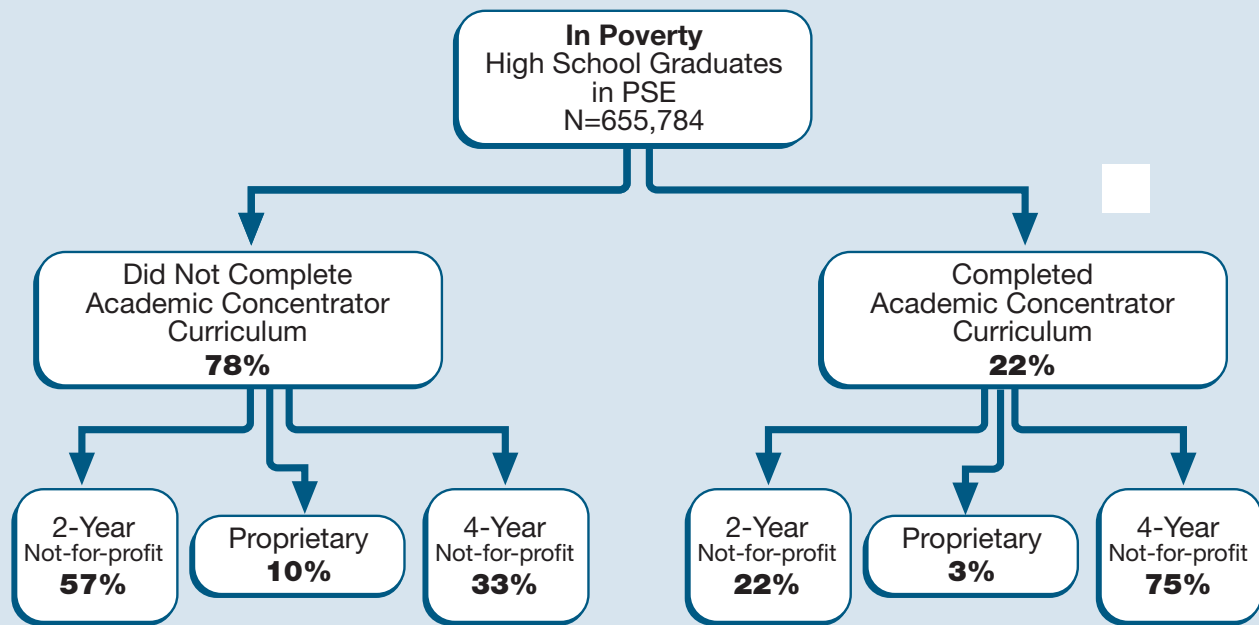 In Poverty
High School Graduates
in PSE
N=655,784
Did Not Complete
Academic Concentrator
Curriculum
78%
Completed
Academic Concentrator
Curriculum
22%
2-Year
Not-for-profit
57%
Proprietary
10%
4-Year
Not-for-profit
33%
2-Year
Not-for-profit
22%
Proprietary
3%
4-Year
Not-for-profit
75%